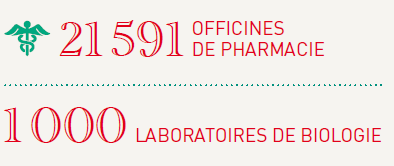 21 591 OFFICINES
DE PHARMACIE
1 000 LABORATOIRES DE BIOLOGIE